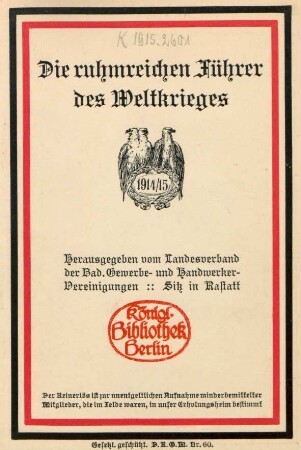 K 1915.2601
Die ruhmreichen Führer
des Weltkrieges
1914/15
Herausgegeben vom Landesverband
der Bad. Gewerbe- und Handwerker-
Vereinigungen :: Sitz in Rastatt
Königl.
Bibliothek
Berlin
Der Reinerlös ist zur unentgeltlichen Aufnahme minderbemittelter
Mitglieder, die im Felde waren, in unser Erholungsheim bestimmt
Gesetzl. geschützt. D. R. G. M. Nr. 60.